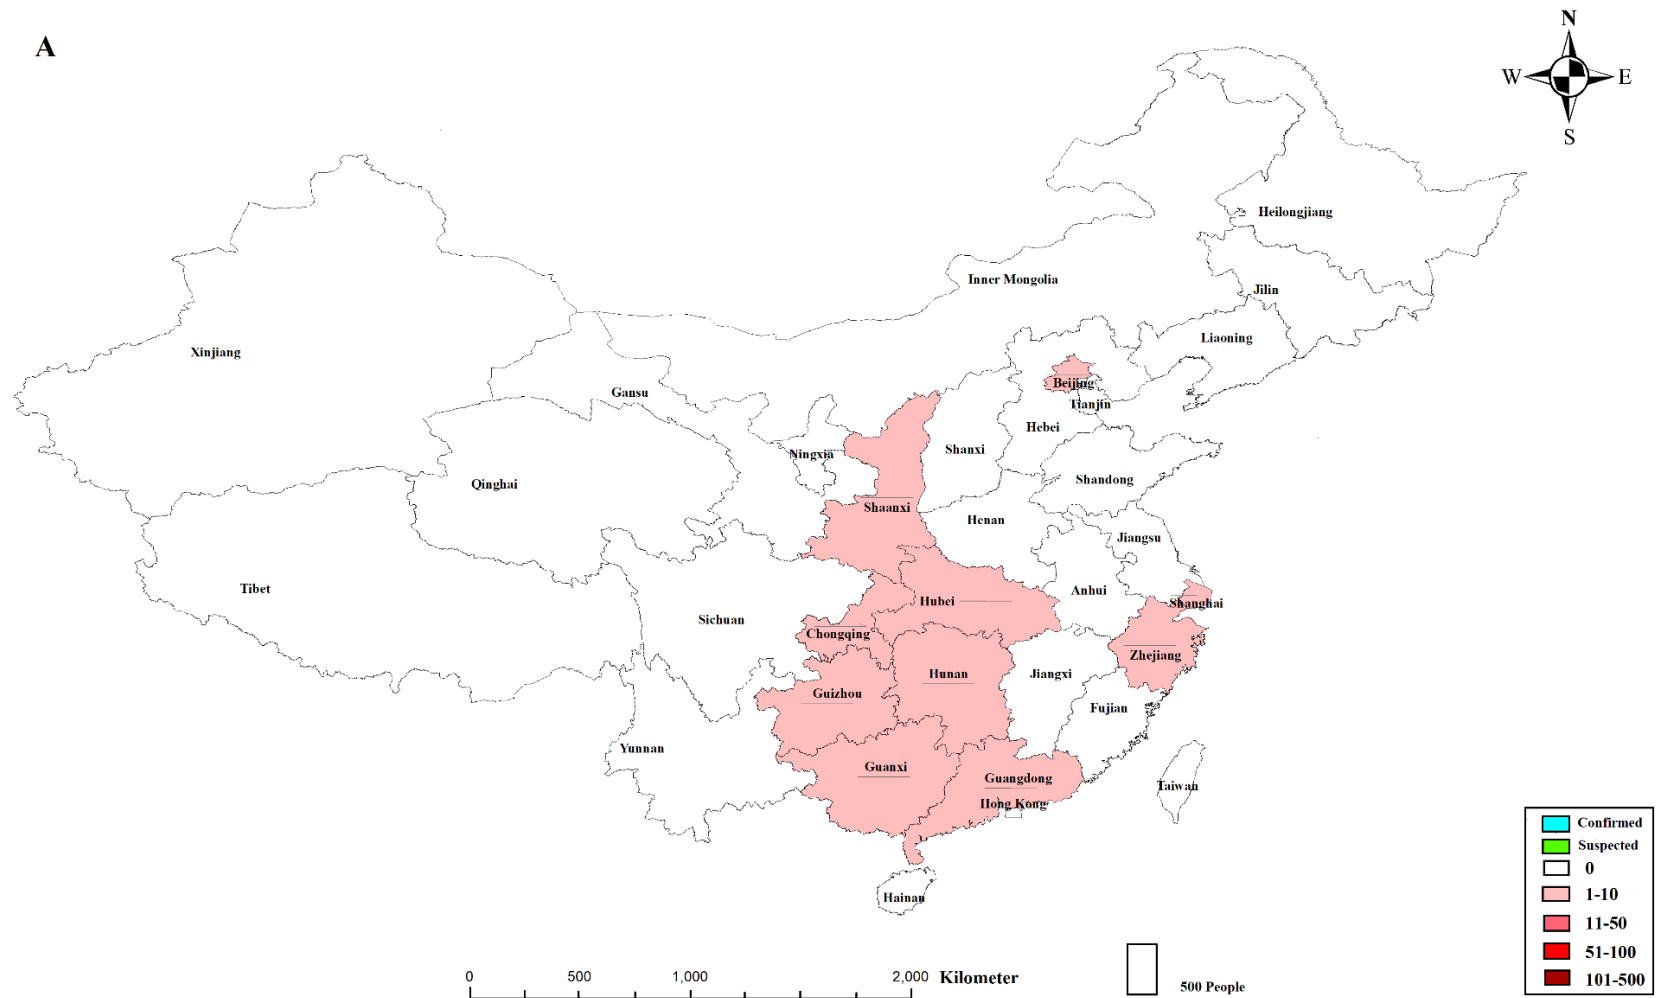 A
N
W E
S
Heilongjiang
Inner Mongolia
Jilin
Liaoning
Xinjiang
Beijing
Gansu
Tianjin
Hebei
Shanxi
Ningxia
Shandong
Qinghai
Shaanxi
Henan
Jiangsu
Tibet
Anhui
Hubei
Shanghai
Sichuan
Chongqing
Zhejiang
Hunan
Jiangxi
Guizhou
Fujian
Yunnan
Guanxi
Guangdong
Taiwan
Hong Kong
Hainan
Confirmed
Suspected
0
1-10
11-50
51-100
101-500
0 500 1,000 2,000 Kilometer
500 People